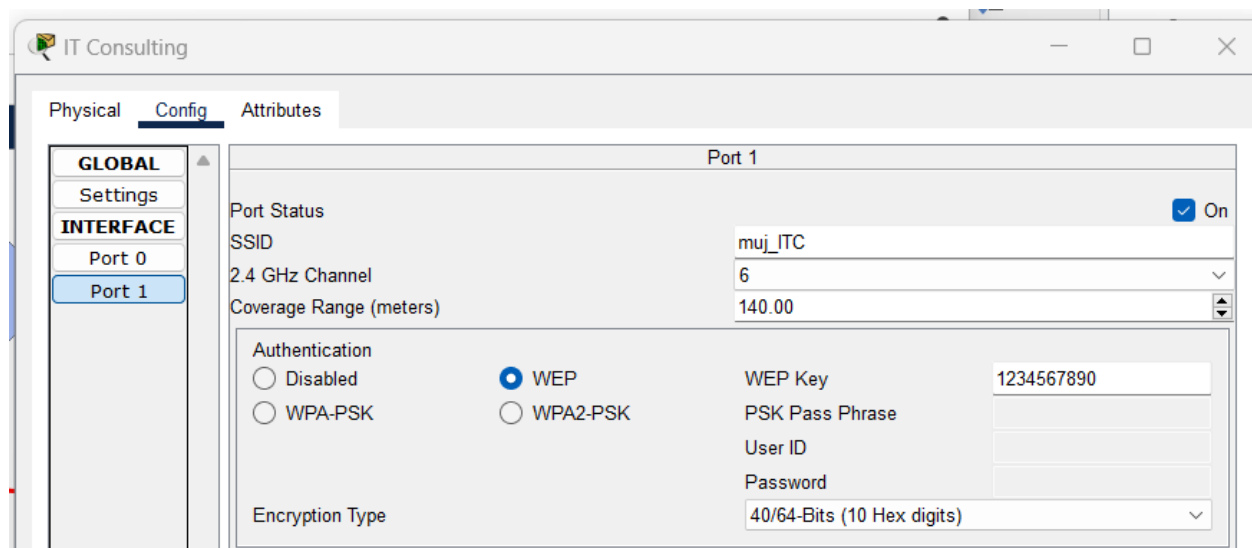 IT Consulting
Physical Config Attributes
GLOBAL
Settings
INTERFACE
Port 0
Port 1
Port 1
Port Status On
SSID muj_ITC
2.4 GHz Channel 6
Coverage Range (meters) 140.00
Authentication
Disabled WEP WEP Key 1234567890
WPA-PSK WPA2-PSK PSK Pass Phrase
User ID
Password
Encryption Type 40/64-Bits (10 Hex digits)